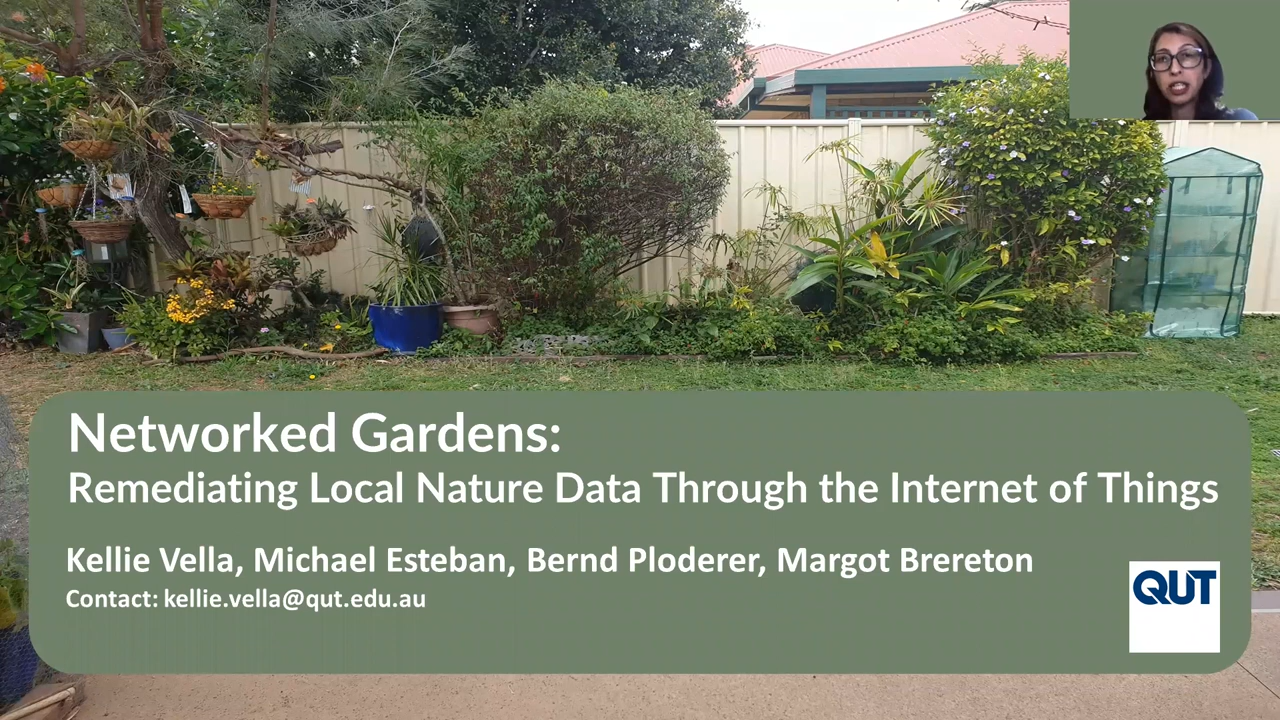 Networked Gardens:
Remediating Local Nature Data Through the Internet of Things
Kellie Vella, Michael Esteban, Bernd Ploderer, Margot Brereton
Contact: kellie.vella@qut.edu.au
QUT